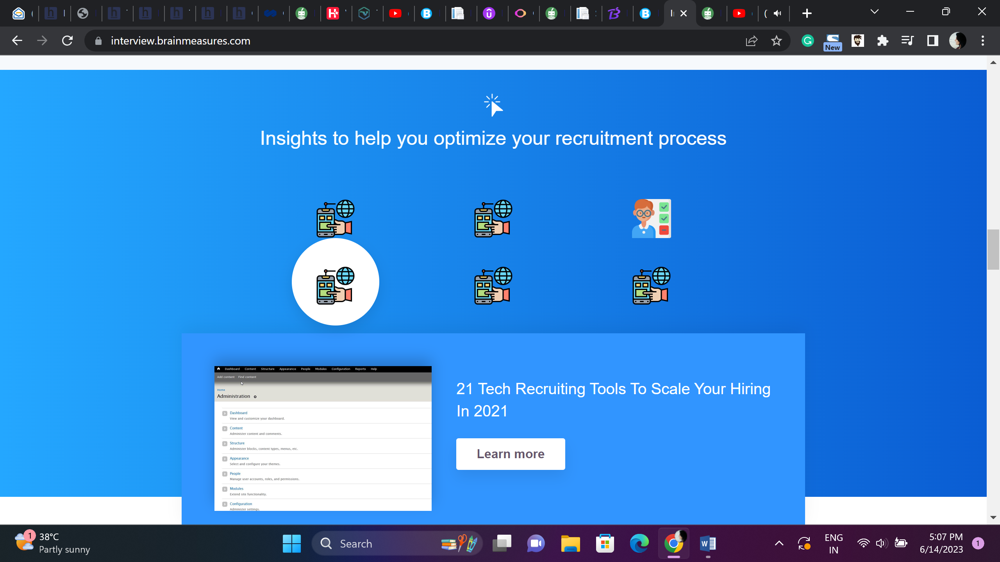 interview.brainmeasures.com
New
Insights to help you optimize your recruitment process
Dashboard Content Structure Appearance People Modules Configuration Reports Help
Add content Find content
Home
Administration
Dashboard
View and customize your dashboard.
Content
Administer content and comments.
Structure
Administer blocks, content types, menus, etc.
Appearance
Select and configure your themes.
People
Manage user accounts, roles, and permissions.
Modules
Extend site functionality.
Configuration
Administer settings.
21 Tech Recruiting Tools To Scale Your Hiring
In 2021
Learn more
1
38°C
Partly sunny
Search
ENG
IN
5:07 PM
6/14/2023
1